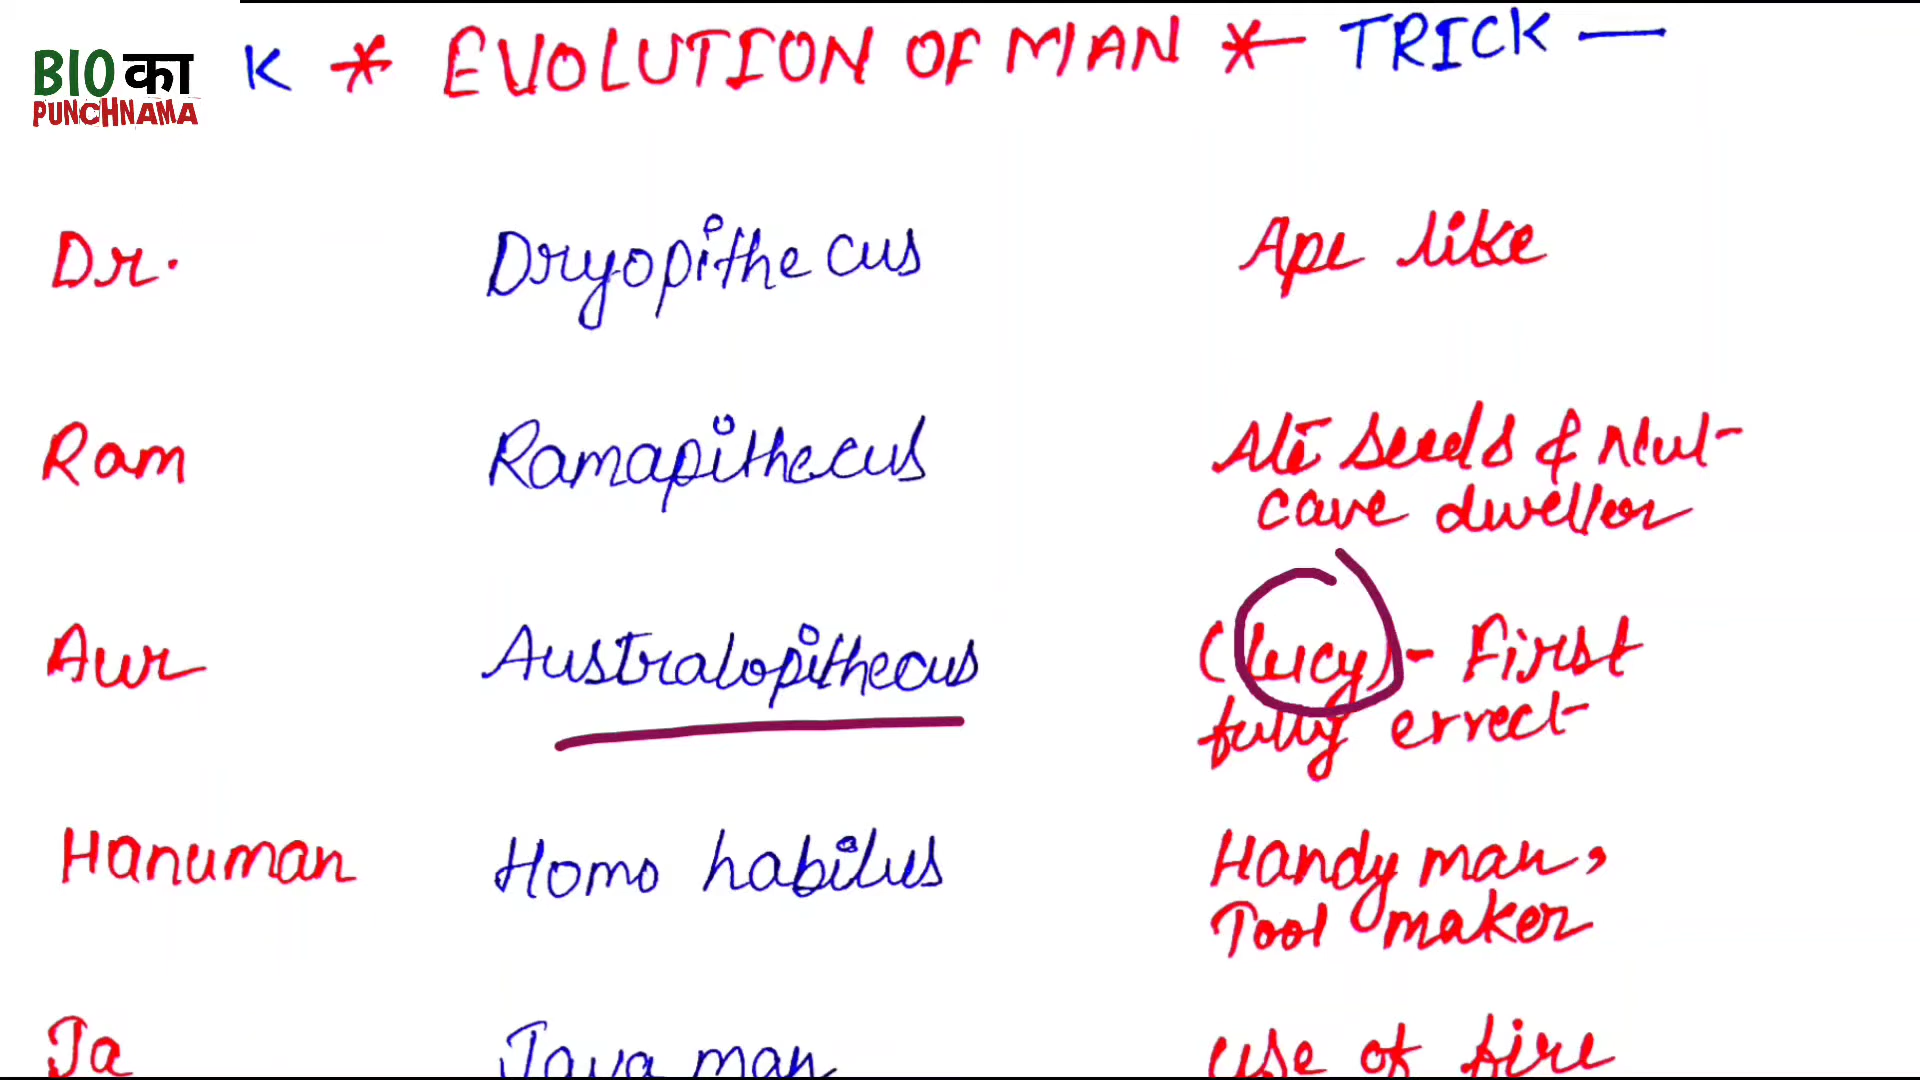 BIO का
PUNCHNAMA
K * EVOLUTION OF MAN * TRICK —
Dr. Dryopithecus Ape like
Ram Ramapithecus Ate seeds & Nut-
cave dwellor
Aur Australopithecus (Lucy) - First
fully errect
Hanuman Homo habilus Handy man,
Tool maker
Ja Java man use of fire